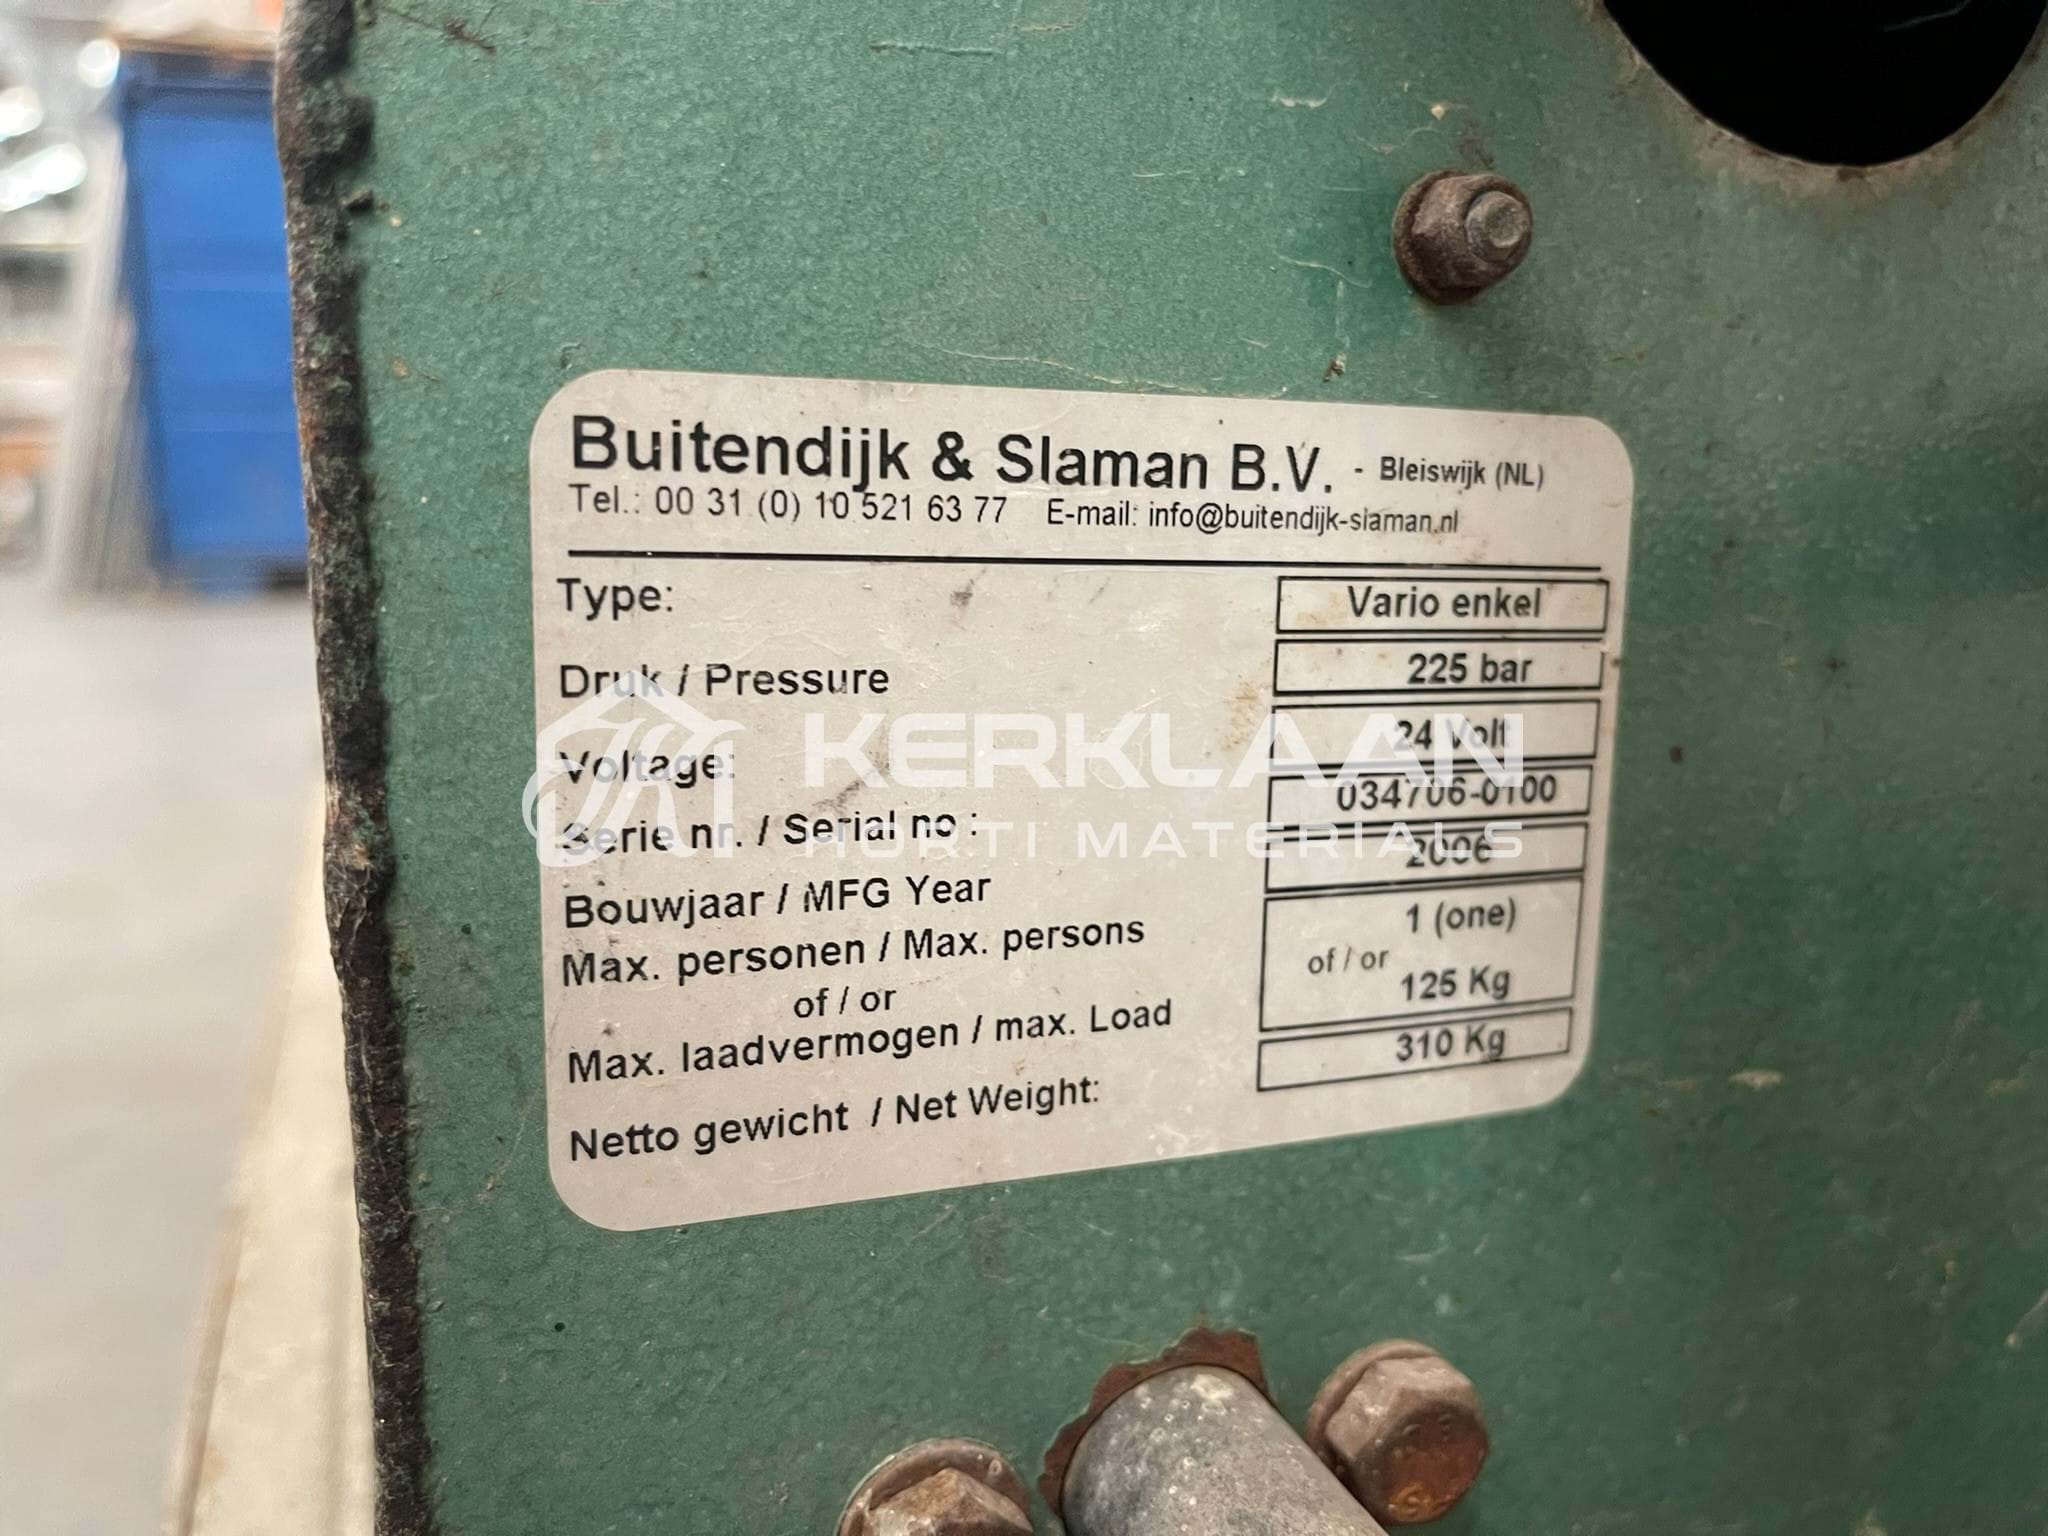 Buitendijk & Slaman B.V. - Bleiswijk (NL)
Tel.: 00 31 (0) 10 521 63 77 E-mail: info@buitendijk-slaman.nl
Type: Vario enkel
Druk / Pressure 225 bar
Voltage: 24 Volt
Serie nr. / Serial no : 034706-0100
Bouwjaar / MFG Year 2006
Max. personen / Max. persons 1 (one)
of / or of / or
Max. laadvermogen / max. Load 125 Kg
Netto gewicht / Net Weight: 310 Kg
KERKLAAN
HORTI MATERIALS